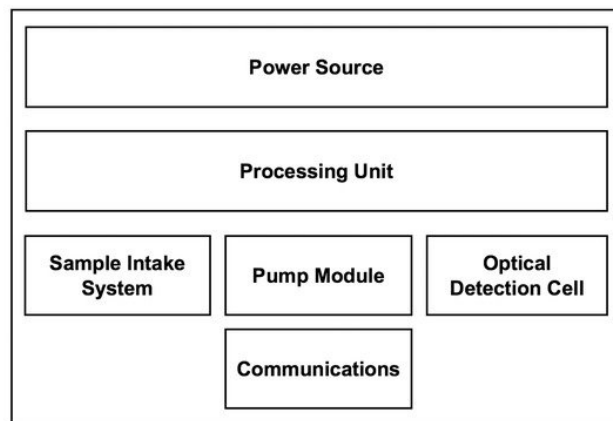 Power Source
Processing Unit
Sample Intake
System
Pump Module
Optical
Detection Cell
Communications